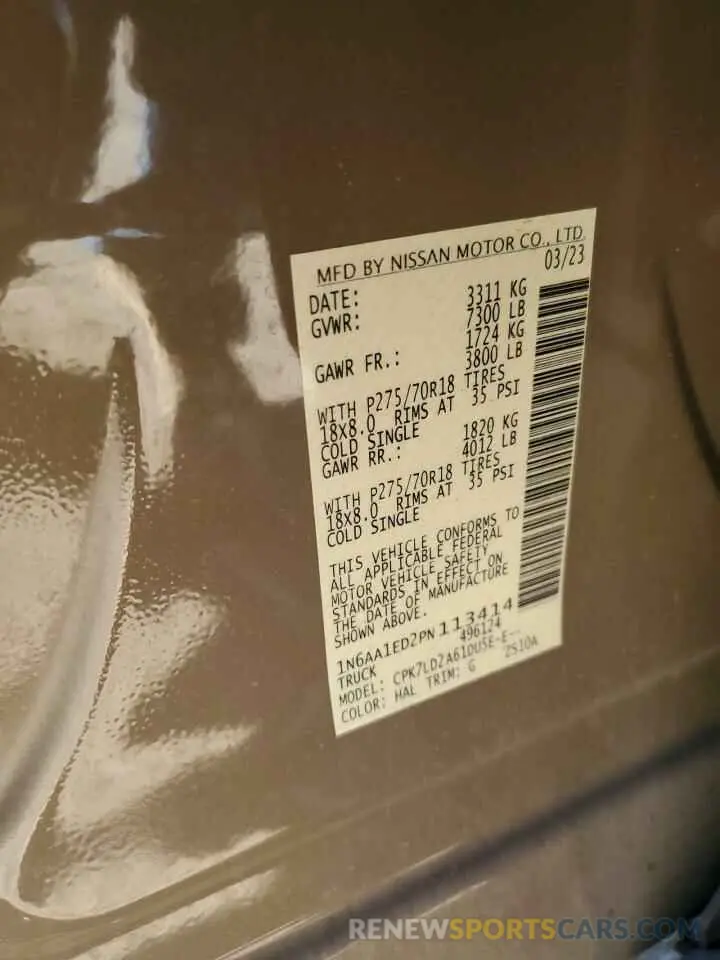 MFD BY NISSAN MOTOR CO., LTD.
DATE: 03/23
GVWR: 3311 KG
7300 LB
GAWR FR.: 1724 KG
3800 LB
WITH P275/70R18 TIRES
18X8.0 RIMS AT 35 PSI
COLD SINGLE
GAWR RR.: 1820 KG
4012 LB
WITH P275/70R18 TIRES
18X8.0 RIMS AT 35 PSI
COLD SINGLE
THIS VEHICLE CONFORMS TO
ALL APPLICABLE FEDERAL
MOTOR VEHICLE SAFETY
STANDARDS IN EFFECT ON
THE DATE OF MANUFACTURE
SHOWN ABOVE.
1N6AA1ED2PN113414
TRUCK 496124
MODEL: CPK7LD2A610USE-E--
COLOR: HAL TRIM: G 2510A
RENEWSPORTSCARS.COM